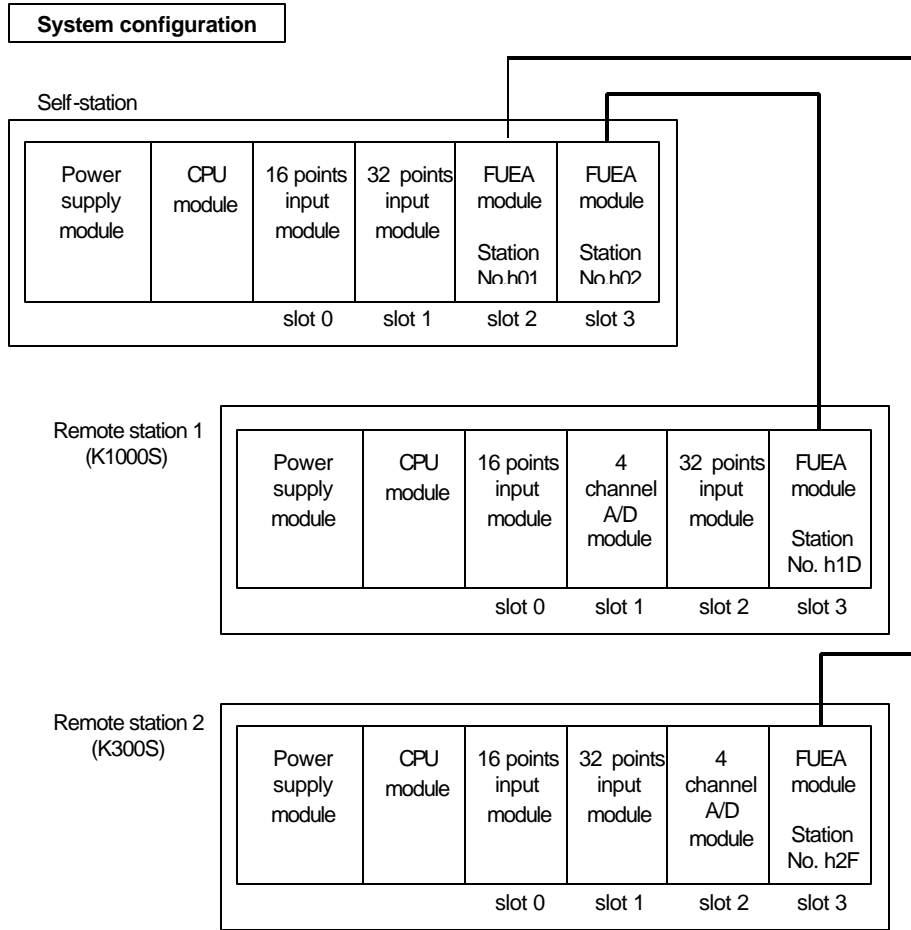 System configuration
Self-station
Power
supply
module
CPU
module
16 points
input
module
32 points
input
module
FUEA
module
Station
No.h01
FUEA
module
Station
No.h02
slot 0
slot 1
slot 2
slot 3
Remote station 1
(K1000S)
Power
supply
module
CPU
module
16 points
input
module
4
channel
A/D
module
32 points
input
module
FUEA
module
Station
No. h1D
slot 0
slot 1
slot 2
slot 3
Remote station 2
(K300S)
Power
supply
module
CPU
module
16 points
input
module
32 points
input
module
4
channel
A/D
module
FUEA
module
Station
No. h2F
slot 0
slot 1
slot 2
slot 3